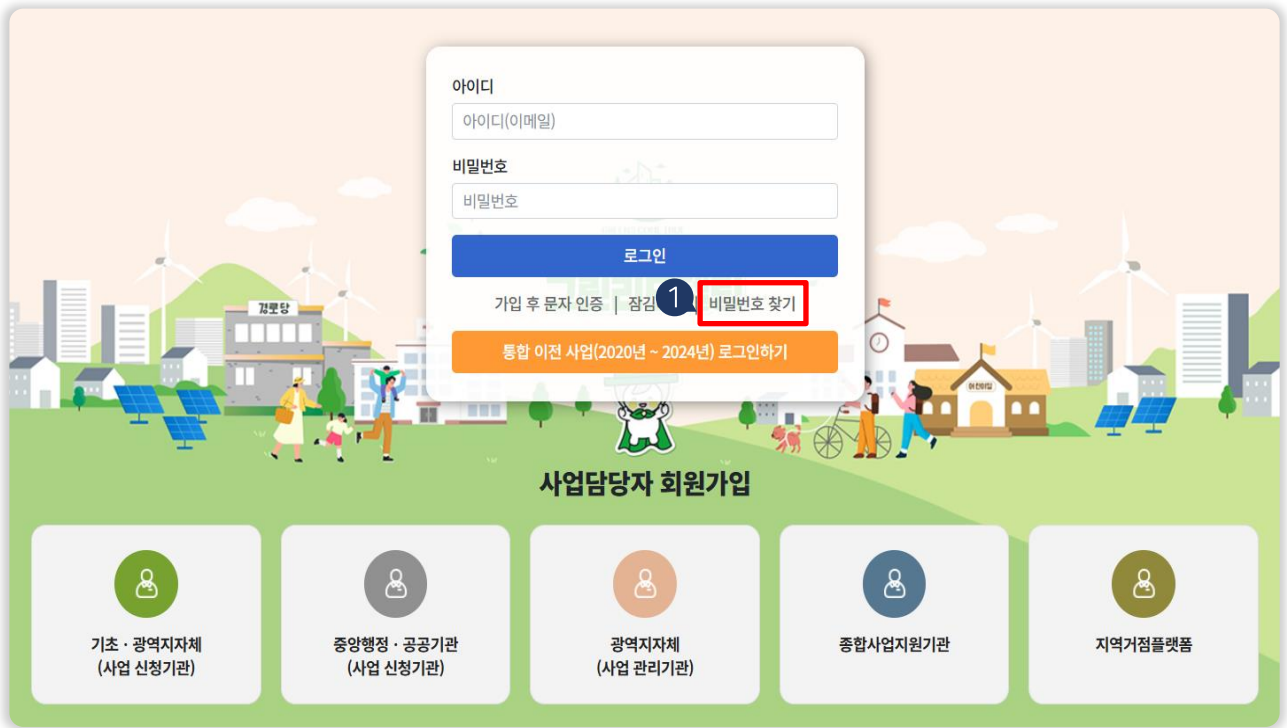 아이디
아이디(이메일)
비밀번호
비밀번호
로그인
가입 후 문자 인증 | 잠김 1 | 비밀번호 찾기
통합 이전 사업(2020년 ~ 2024년) 로그인하기
경로당
어린이집
사업담당자 회원가입
기초 · 광역지자체
(사업 신청기관)
중앙행정 · 공공기관
(사업 신청기관)
광역지자체
(사업 관리기관)
종합사업지원기관
지역거점플랫폼